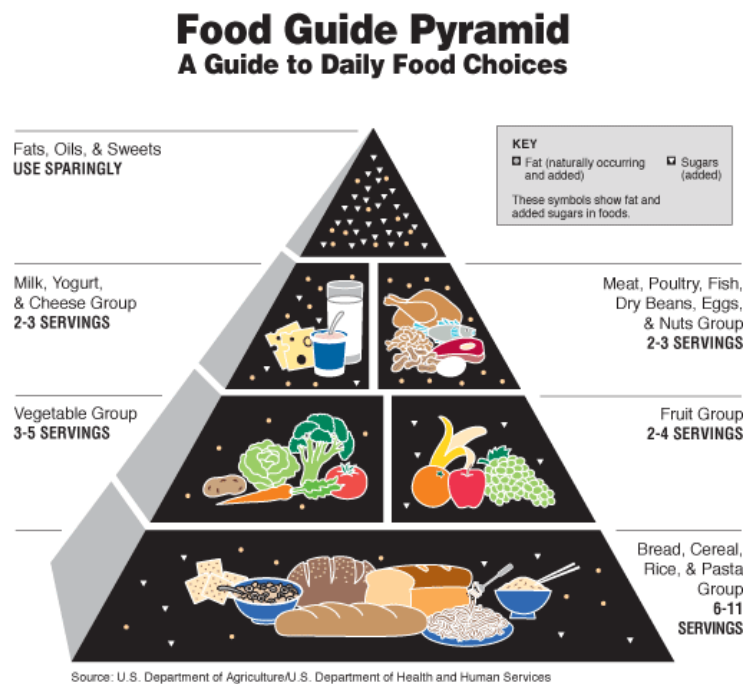 Food Guide Pyramid
A Guide to Daily Food Choices
Fats, Oils, & Sweets
USE SPARINGLY
KEY
Fat (naturally occurring
and added)
Sugars
(added)
These symbols show fat and
added sugars in foods.
Milk, Yogurt,
& Cheese Group
2-3 SERVINGS
Meat, Poultry, Fish,
Dry Beans, Eggs,
& Nuts Group
2-3 SERVINGS
Vegetable Group
3-5 SERVINGS
Fruit Group
2-4 SERVINGS
Bread, Cereal,
Rice, & Pasta
Group
6-11
SERVINGS
Source: U.S. Department of Agriculture/U.S. Department of Health and Human Services